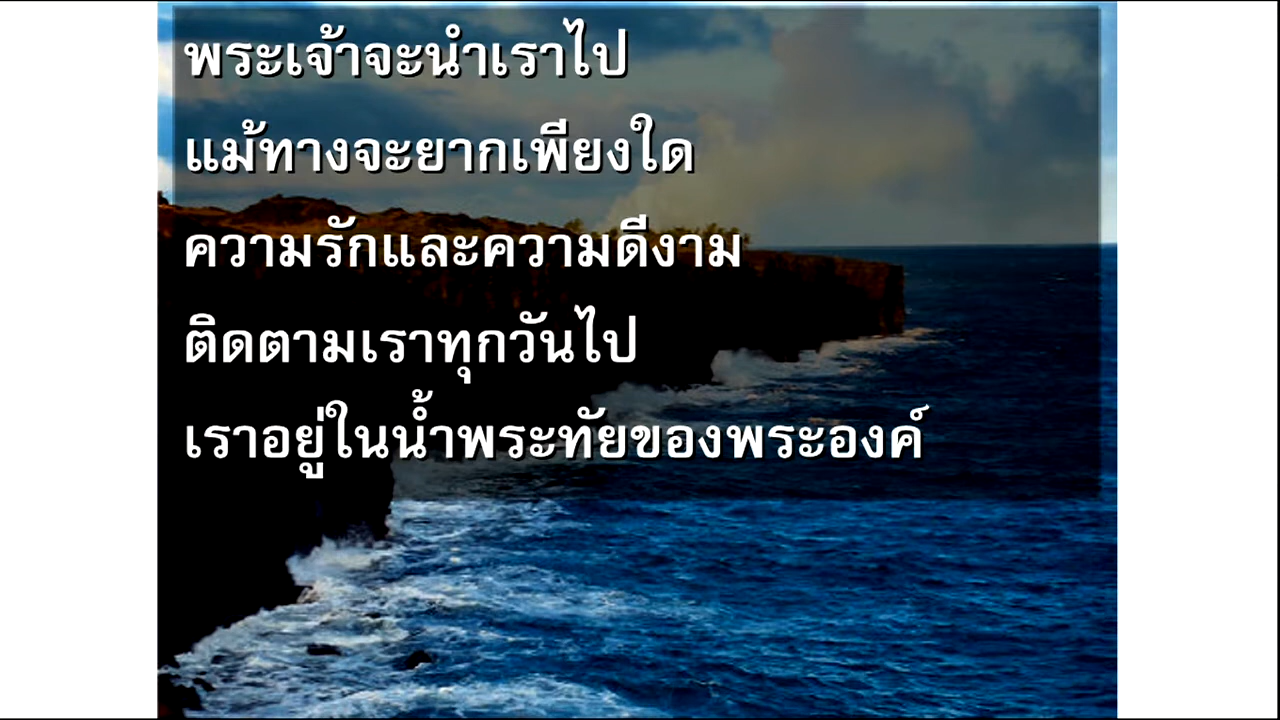 พระเจ้าจะนำเราไป
แม้ทางจะยากเพียงใด
ความรักและความดีงาม
ติดตามเราทุกวันไป
เราอยู่ในน้ำพระทัยของพระองค์